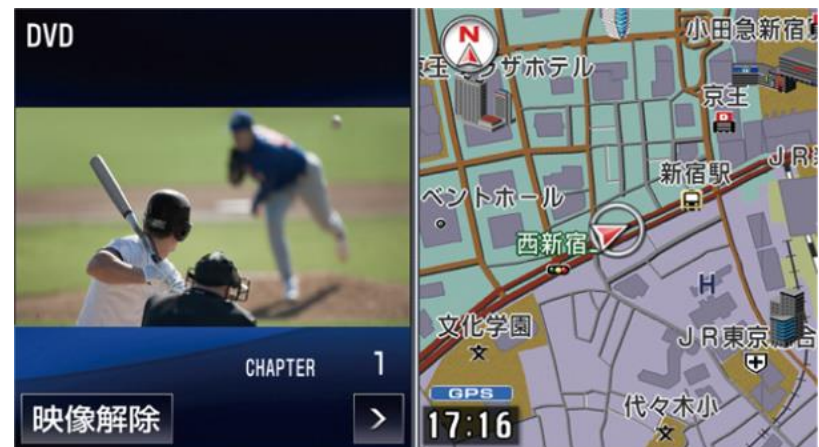 DVD
CHAPTER 1
映像解除
>
N
小田急新宿
ザホテル
京王
JR
新宿駅
ベントホール
西新宿
H
文化学園
JR東京
GPS
17:16
代々木小